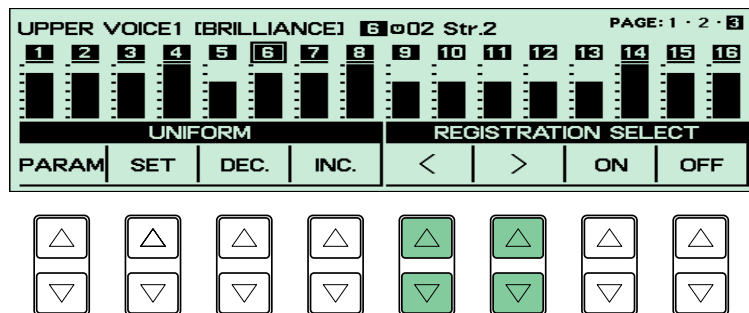 UPPER VOICE1 [BRILLIANCE] 6 02 Str.2 PAGE: 1 · 2 · 3
1 2 3 4 5 6 7 8 9 10 11 12 13 14 15 16
UNIFORM REGISTRATION SELECT
PARAM SET DEC. INC. < > ON OFF